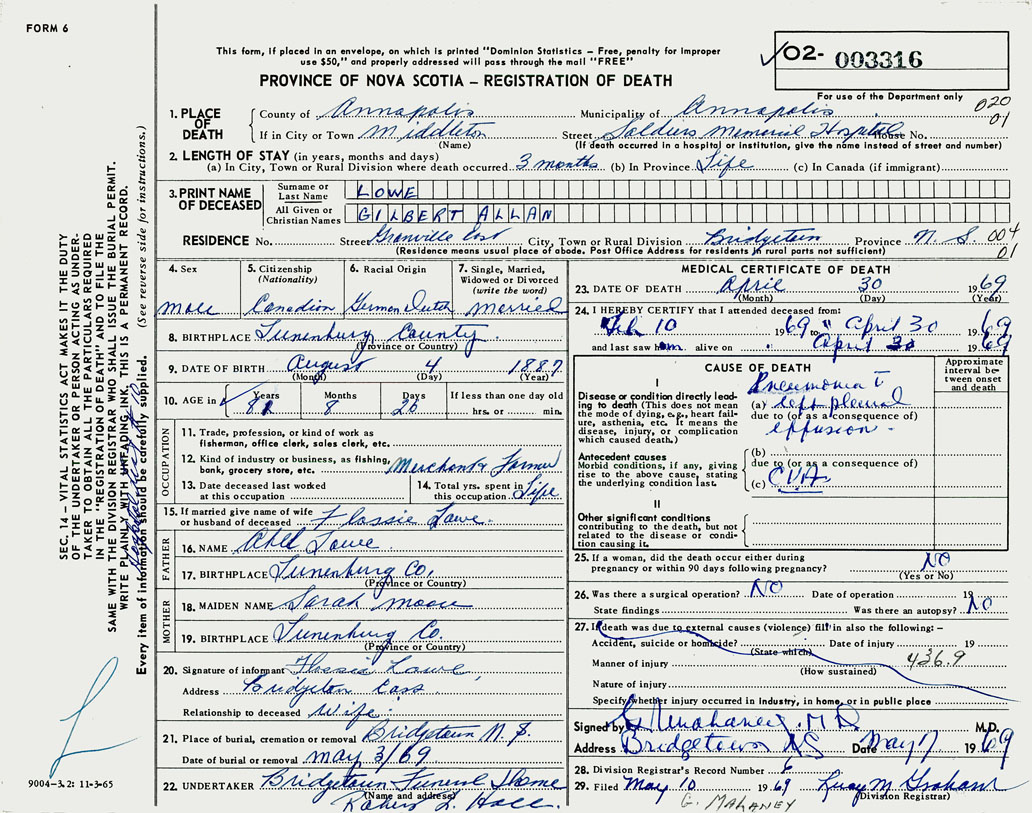 FORM 6
This form, if placed in an envelope, on which is printed "Dominion Statistics – Free, penalty for improper
use $50," and properly addressed will pass through the mail "FREE"
PROVINCE OF NOVA SCOTIA – REGISTRATION OF DEATH
✓02- 003316
For use of the Department only
020
01
1. PLACE OF DEATH
County of Annapolis Municipality of Annapolis
If in City or Town Middleton Street Soldiers Memorial Hospital House No.
(Name) (If death occurred in a hospital or institution, give the name instead of street and number)
2. LENGTH OF STAY (in years, months and days)
(a) In City, Town or Rural Division where death occurred 3 months (b) In Province Life (c) In Canada (if immigrant)
3. PRINT NAME OF DECEASED
Surname or Last Name LOWE
All Given or Christian Names GILBERT ALLAN
RESIDENCE No. Street Granville East City, Town or Rural Division Bridgetown Province N. S. 004
(Residence means usual place of abode. Post Office Address for residents in rural parts not sufficient) 01
4. Sex
male
5. Citizenship (Nationality)
Canadian
6. Racial Origin
German Dutch
7. Single, Married, Widowed or Divorced (write the word)
married
8. BIRTHPLACE Lunenburg County
(Province or Country)
9. DATE OF BIRTH August 4 1887
(Month) (Day) (Year)
10. AGE in Years Months Days If less than one day old
81 8 26 hrs. or min.
OCCUPATION
11. Trade, profession, or kind of work as
fisherman, office clerk, sales clerk, etc.
12. Kind of industry or business, as fishing,
bank, grocery store, etc. Merchant & Farmer
13. Date deceased last worked
at this occupation
14. Total yrs. spent in
this occupation Life
15. If married give name of wife
or husband of deceased Flossie Lowe
FATHER
16. NAME Abel Lowe
17. BIRTHPLACE Lunenburg Co.
(Province or Country)
MOTHER
18. MAIDEN NAME Sarah
19. BIRTHPLACE Lunenburg Co.
(Province or Country)
20. Signature of informant Flossie Lowe
Address Bridgeton
Relationship to deceased Wife
21. Place of burial, cremation or removal Bridgetown N. S.
Date of burial or removal May 3/69
22. UNDERTAKER Bridgetown Funeral Home
(Name and address)
Robert L. Hall
MEDICAL CERTIFICATE OF DEATH
23. DATE OF DEATH April 30 1969
(Month) (Day) (Year)
24. I HEREBY CERTIFY that I attended deceased from:
Feb 10 1969 to April 30 1969
and last saw him alive on April 30 1969
CAUSE OF DEATH
Approximate interval between onset and death
I
Disease or condition directly leading
to death (This does not mean
the mode of dying, e.g., heart failure,
asthenia, etc. It means the
disease, injury, or complication
which caused death.)
Pneumonia
(a) left pleural
due to (or as a consequence of)
effusion
Antecedent causes
Morbid conditions, if any, giving
rise to the above cause, stating
the underlying condition last.
(b)
due to (or as a consequence of)
(c) CVA
II
Other significant conditions
contributing to the death, but not
related to the disease or condition
causing it.
25. If a woman, did the death occur either during
pregnancy or within 90 days following pregnancy? NO
(Yes or No)
26. Was there a surgical operation? NO Date of operation 19
State findings Was there an autopsy? NO
27. If death was due to external causes (violence) fill in also the following: –
Accident, suicide or homicide? Date of injury 19
(State which)
Manner of injury 436.9
(How sustained)
Nature of injury
Specify whether injury occurred in Industry, in home, or in public place
Signed by G Mahaney, M D M.D.
Address Bridgetown NS Date May 7 1969
28. Division Registrar's Record Number 6
29. Filed May 10 1969
(Division Registrar)
G. MAHANEY
SEC. 14 – VITAL STATISTICS ACT MAKES IT THE DUTY
OF THE UNDERTAKER OR PERSON ACTING AS UNDER-
TAKER TO OBTAIN ALL THE PARTICULARS REQUIRED
IN THE "REGISTRATION OF DEATH" AND TO FILE THE
SAME WITH THE DIVISION REGISTRAR WHO SHALL ISSUE THE BURIAL PERMIT.
WRITE PLAINLY WITH UNFADING INK. THIS IS A PERMANENT RECORD.
Every item of information should be carefully supplied. (See reverse side for instructions.)
9004-3.2: 11-3-65